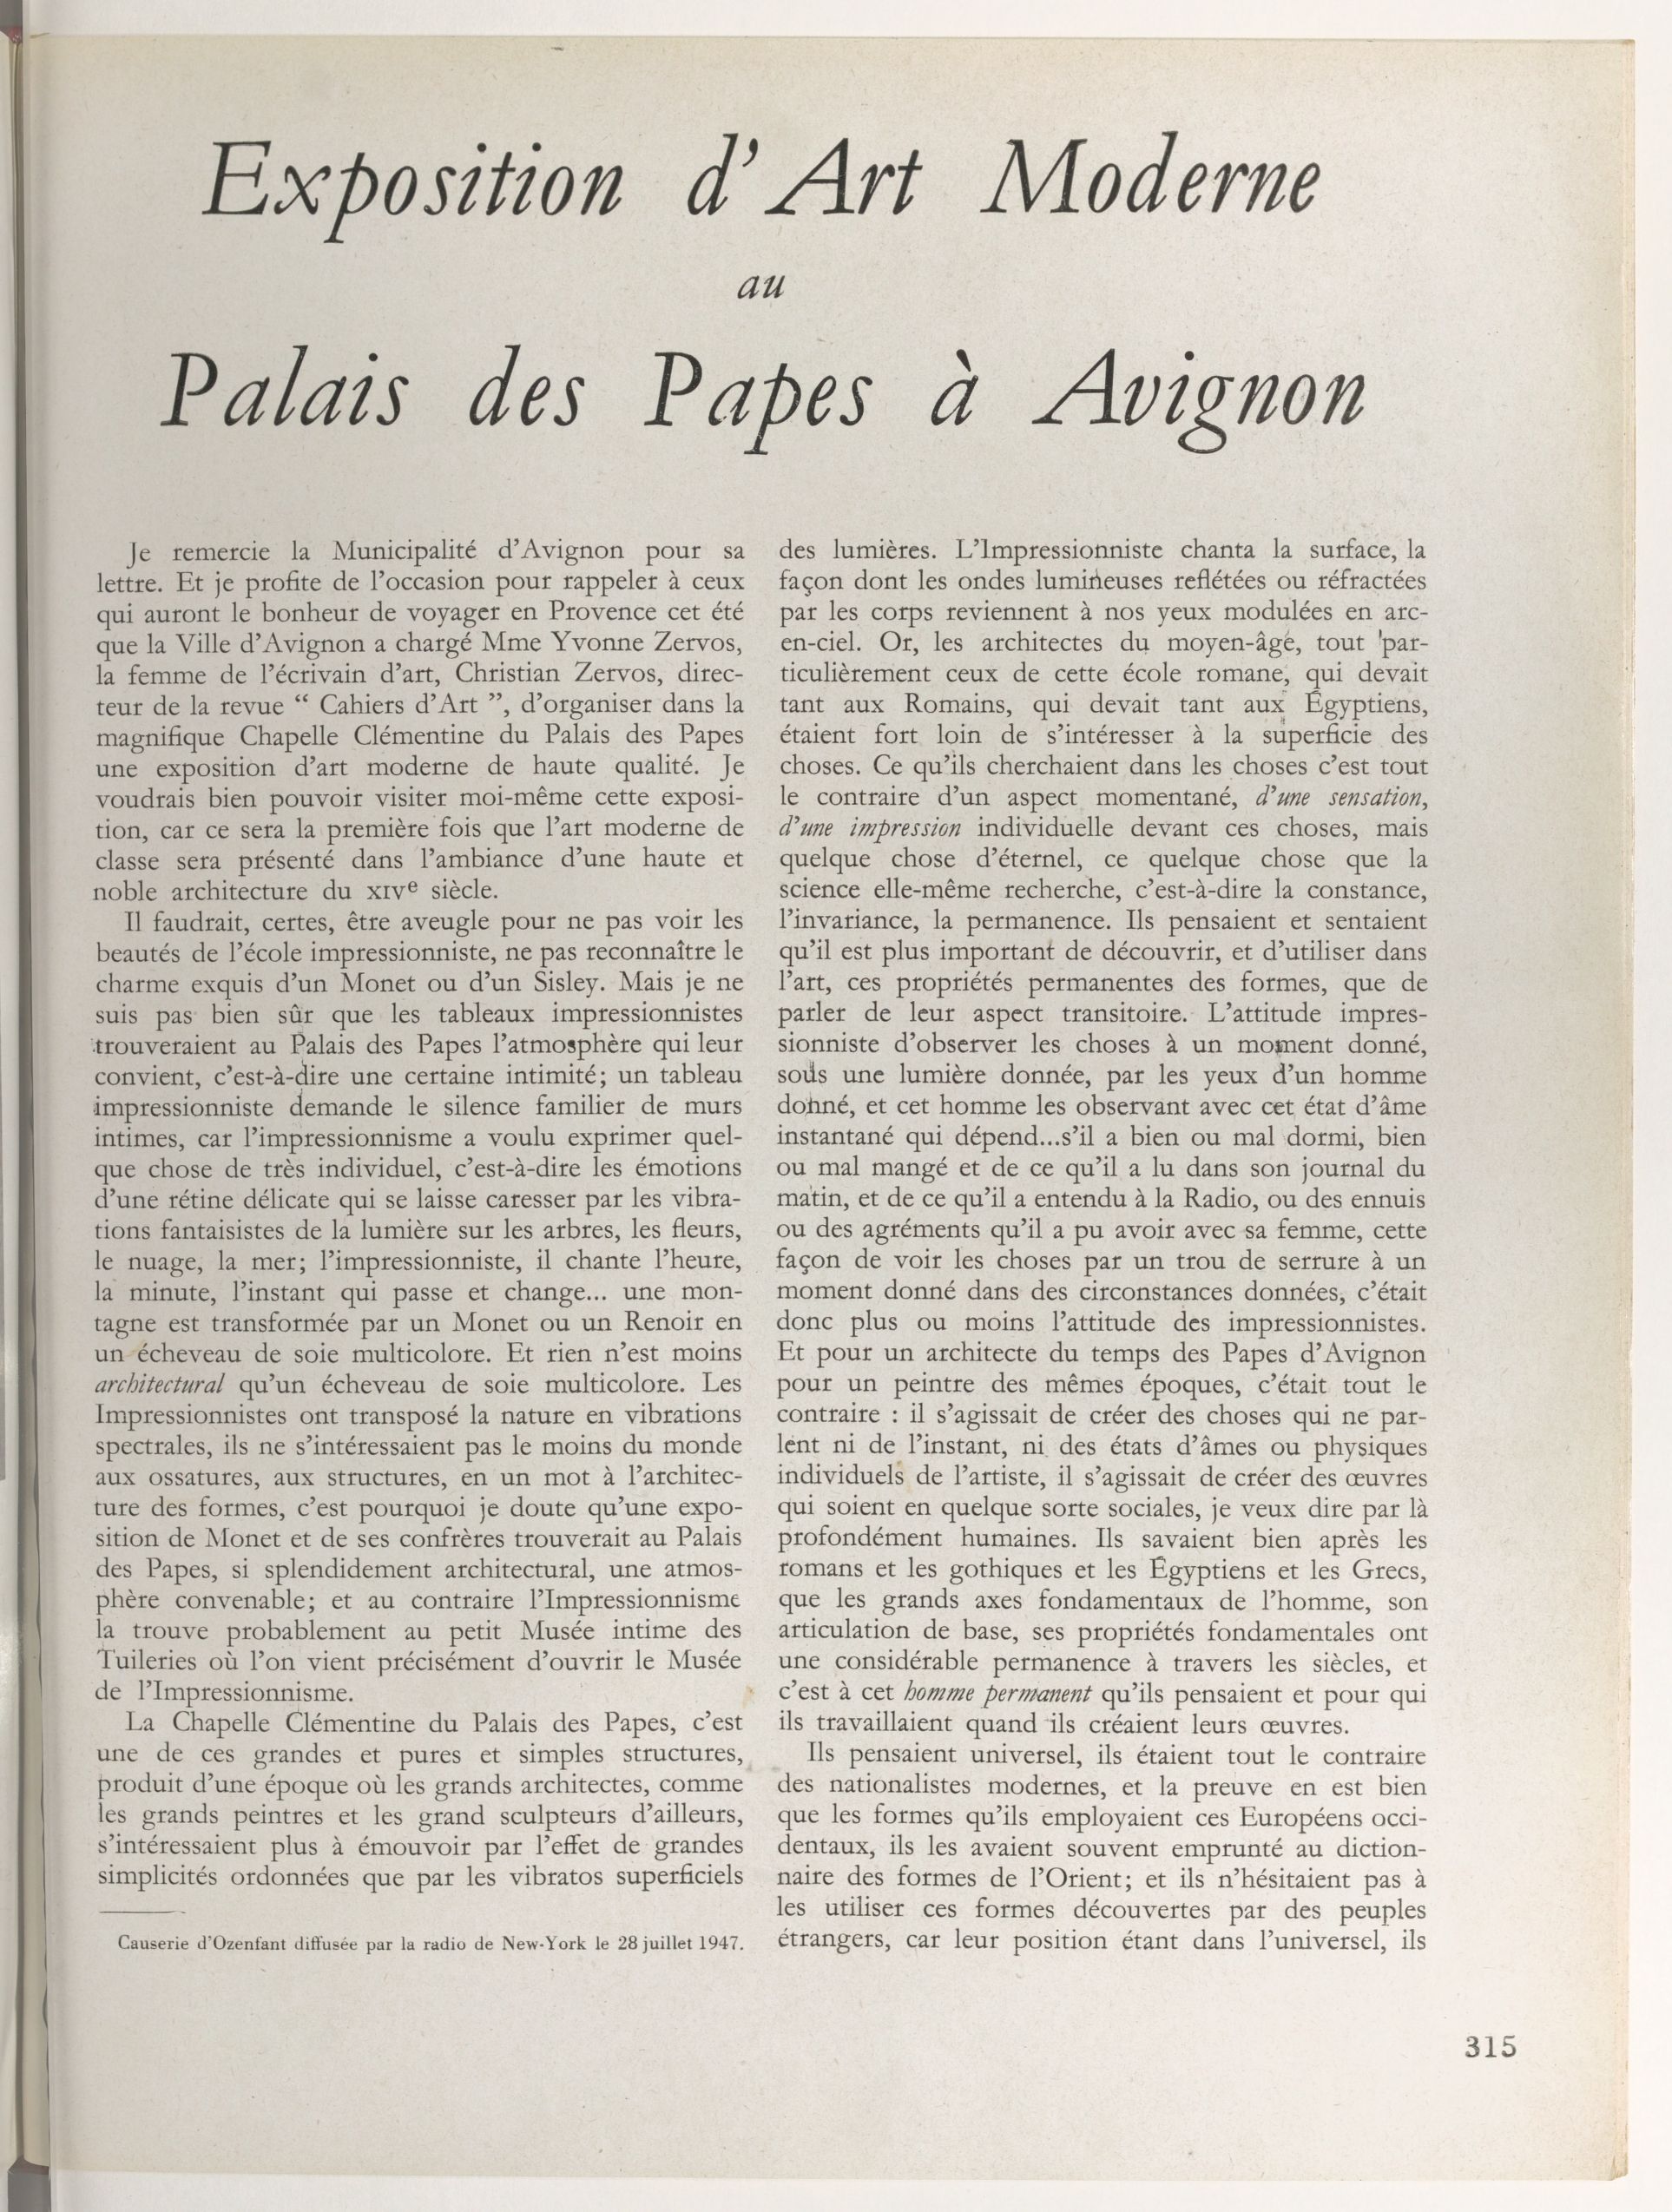 Exposition d'Art Moderne
au
Palais des Papes à Avignon
Je remercie la Municipalité d'Avignon pour sa
lettre. Et je profite de l'occasion pour rappeler à ceux
qui auront le bonheur de voyager en Provence cet été
que la Ville d'Avignon a chargé Mme Yvonne Zervos,
la femme de l'écrivain d'art, Christian Zervos, direc-
teur de la revue “ Cahiers d'Art ”, d'organiser dans la
magnifique Chapelle Clémentine du Palais des Papes
une exposition d'art moderne de haute qualité. Je
voudrais bien pouvoir visiter moi-même cette exposi-
tion, car ce sera la première fois que l'art moderne de
classe sera présenté dans l'ambiance d'une haute et
noble architecture du XIVe siècle.
Il faudrait, certes, être aveugle pour ne pas voir les
beautés de l'école impressionniste, ne pas reconnaître le
charme exquis d'un Monet ou d'un Sisley. Mais je ne
suis pas bien sûr que les tableaux impressionnistes
trouveraient au Palais des Papes l'atmosphère qui leur
convient, c'est-à-dire une certaine intimité; un tableau
impressionniste demande le silence familier de murs
intimes, car l'impressionnisme a voulu exprimer quel-
que chose de très individuel, c'est-à-dire les émotions
d'une rétine délicate qui se laisse caresser par les vibra-
tions fantaisistes de la lumière sur les arbres, les fleurs,
le nuage, la mer; l'impressionniste, il chante l'heure,
la minute, l'instant qui passe et change... une mon-
tagne est transformée par un Monet ou un Renoir en
un écheveau de soie multicolore. Et rien n'est moins
architectural qu'un écheveau de soie multicolore. Les
Impressionnistes ont transposé la nature en vibrations
spectrales, ils ne s'intéressaient pas le moins du monde
aux ossatures, aux structures, en un mot à l'architec-
ture des formes, c'est pourquoi je doute qu'une expo-
sition de Monet et de ses confrères trouverait au Palais
des Papes, si splendidement architectural, une atmos-
phère convenable; et au contraire l'Impressionnisme
la trouve probablement au petit Musée intime des
Tuileries où l'on vient précisément d'ouvrir le Musée
de l'Impressionnisme.
La Chapelle Clémentine du Palais des Papes, c'est
une de ces grandes et pures et simples structures,
produit d'une époque où les grands architectes, comme
les grands peintres et les grand sculpteurs d'ailleurs,
s'intéressaient plus à émouvoir par l'effet de grandes
simplicités ordonnées que par les vibratos superficiels
Causerie d'Ozenfant diffusée par la radio de New-York le 28 juillet 1947.
des lumières. L'Impressionniste chanta la surface, la
façon dont les ondes lumineuses reflétées ou réfractées
par les corps reviennent à nos yeux modulées en arc-
en-ciel. Or, les architectes du moyen-âge, tout par-
ticulièrement ceux de cette école romane, qui devait
tant aux Romains, qui devait tant aux Égyptiens,
étaient fort loin de s'intéresser à la superficie des
choses. Ce qu'ils cherchaient dans les choses c'est tout
le contraire d'un aspect momentané, d'une sensation,
d'une impression individuelle devant ces choses, mais
quelque chose d'éternel, ce quelque chose que la
science elle-même recherche, c'est-à-dire la constance,
l'invariance, la permanence. Ils pensaient et sentaient
qu'il est plus important de découvrir, et d'utiliser dans
l'art, ces propriétés permanentes des formes, que de
parler de leur aspect transitoire. L'attitude impres-
sionniste d'observer les choses à un moment donné,
sous une lumière donnée, par les yeux d'un homme
donné, et cet homme les observant avec cet état d'âme
instantané qui dépend...s'il a bien ou mal dormi, bien
ou mal mangé et de ce qu'il a lu dans son journal du
matin, et de ce qu'il a entendu à la Radio, ou des ennuis
ou des agréments qu'il a pu avoir avec sa femme, cette
façon de voir les choses par un trou de serrure à un
moment donné dans des circonstances données, c'était
donc plus ou moins l'attitude des impressionnistes.
Et pour un architecte du temps des Papes d'Avignon
pour un peintre des mêmes époques, c'était tout le
contraire : il s'agissait de créer des choses qui ne par-
lent ni de l'instant, ni des états d'âmes ou physiques
individuels de l'artiste, il s'agissait de créer des œuvres
qui soient en quelque sorte sociales, je veux dire par là
profondément humaines. Ils savaient bien après les
romans et les gothiques et les Égyptiens et les Grecs,
que les grands axes fondamentaux de l'homme, son
articulation de base, ses propriétés fondamentales ont
une considérable permanence à travers les siècles, et
c'est à cet homme permanent qu'ils pensaient et pour qui
ils travaillaient quand ils créaient leurs œuvres.
Ils pensaient universel, ils étaient tout le contraire
des nationalistes modernes, et la preuve en est bien
que les formes qu'ils employaient ces Européens occi-
dentaux, ils les avaient souvent emprunté au diction-
naire des formes de l'Orient; et ils n'hésitaient pas à
les utiliser ces formes découvertes par des peuples
étrangers, car leur position étant dans l'universel, ils
315